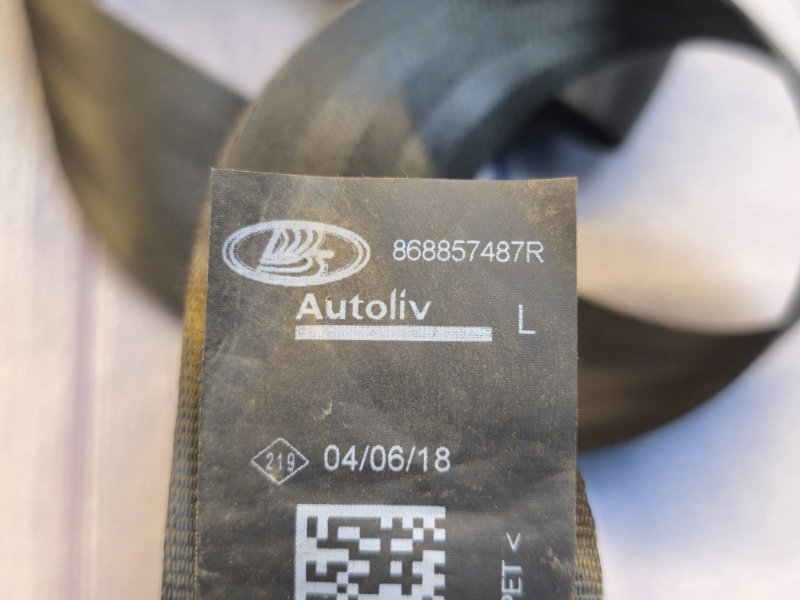 868857487R
Autoliv
L
219 04/06/18
PET <